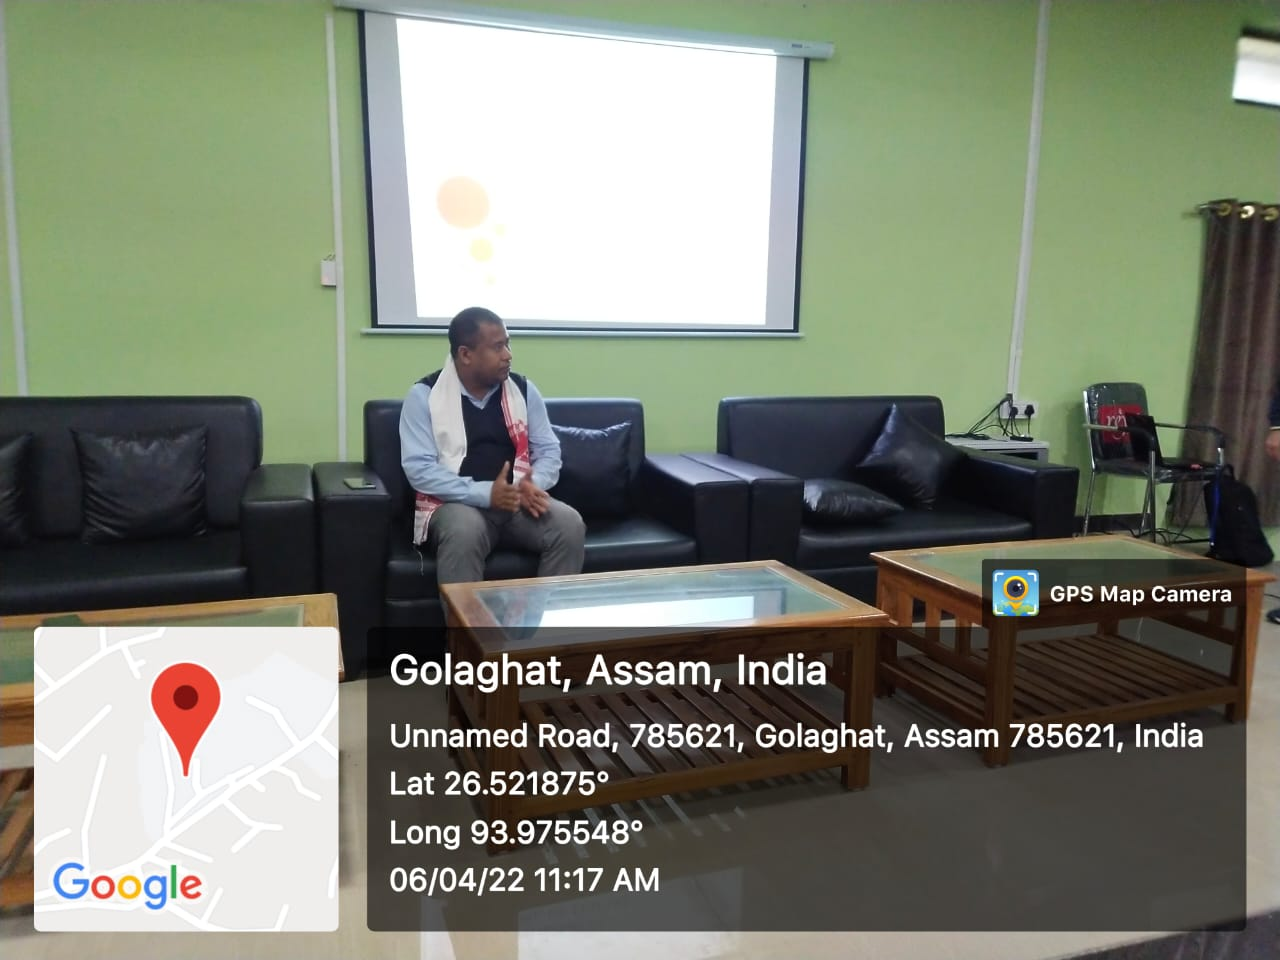 GPS Map Camera
Golaghat, Assam, India
Unnamed Road, 785621, Golaghat, Assam 785621, India
Lat 26.521875°
Long 93.975548°
06/04/22 11:17 AM
Google